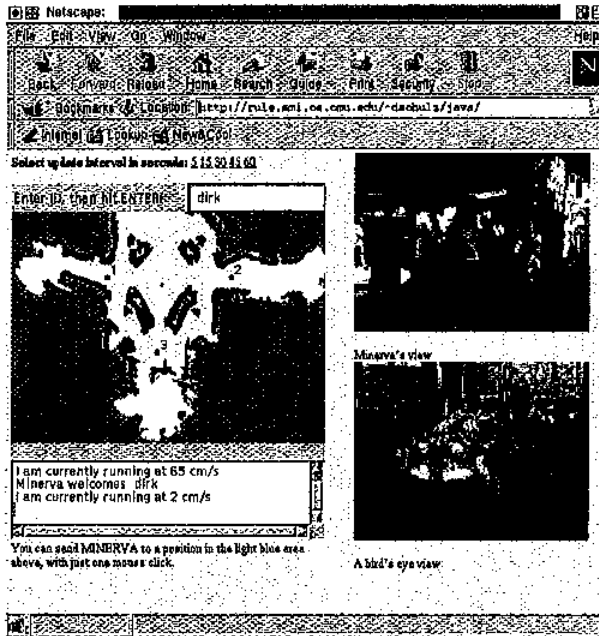 Netscape:
File Edit View Go Window Help
Back Forward Reload Home Search Guide Print Security Stop
N
Bookmarks Location: http://rule.smi.cs.cmu.edu/~dschulz/java/
Internet Lookup New&Cool
Select update interval in seconds: 5 15 30 45 60
Enter ID, then hit ENTER: dirk
2
3
I am currently running at 65 cm/s
Minerva welcomes dirk
I am currently running at 2 cm/s
You can send MINERVA to a position in the light blue area
above, with just one mouse click.
Minerva's view
A bird's eye view